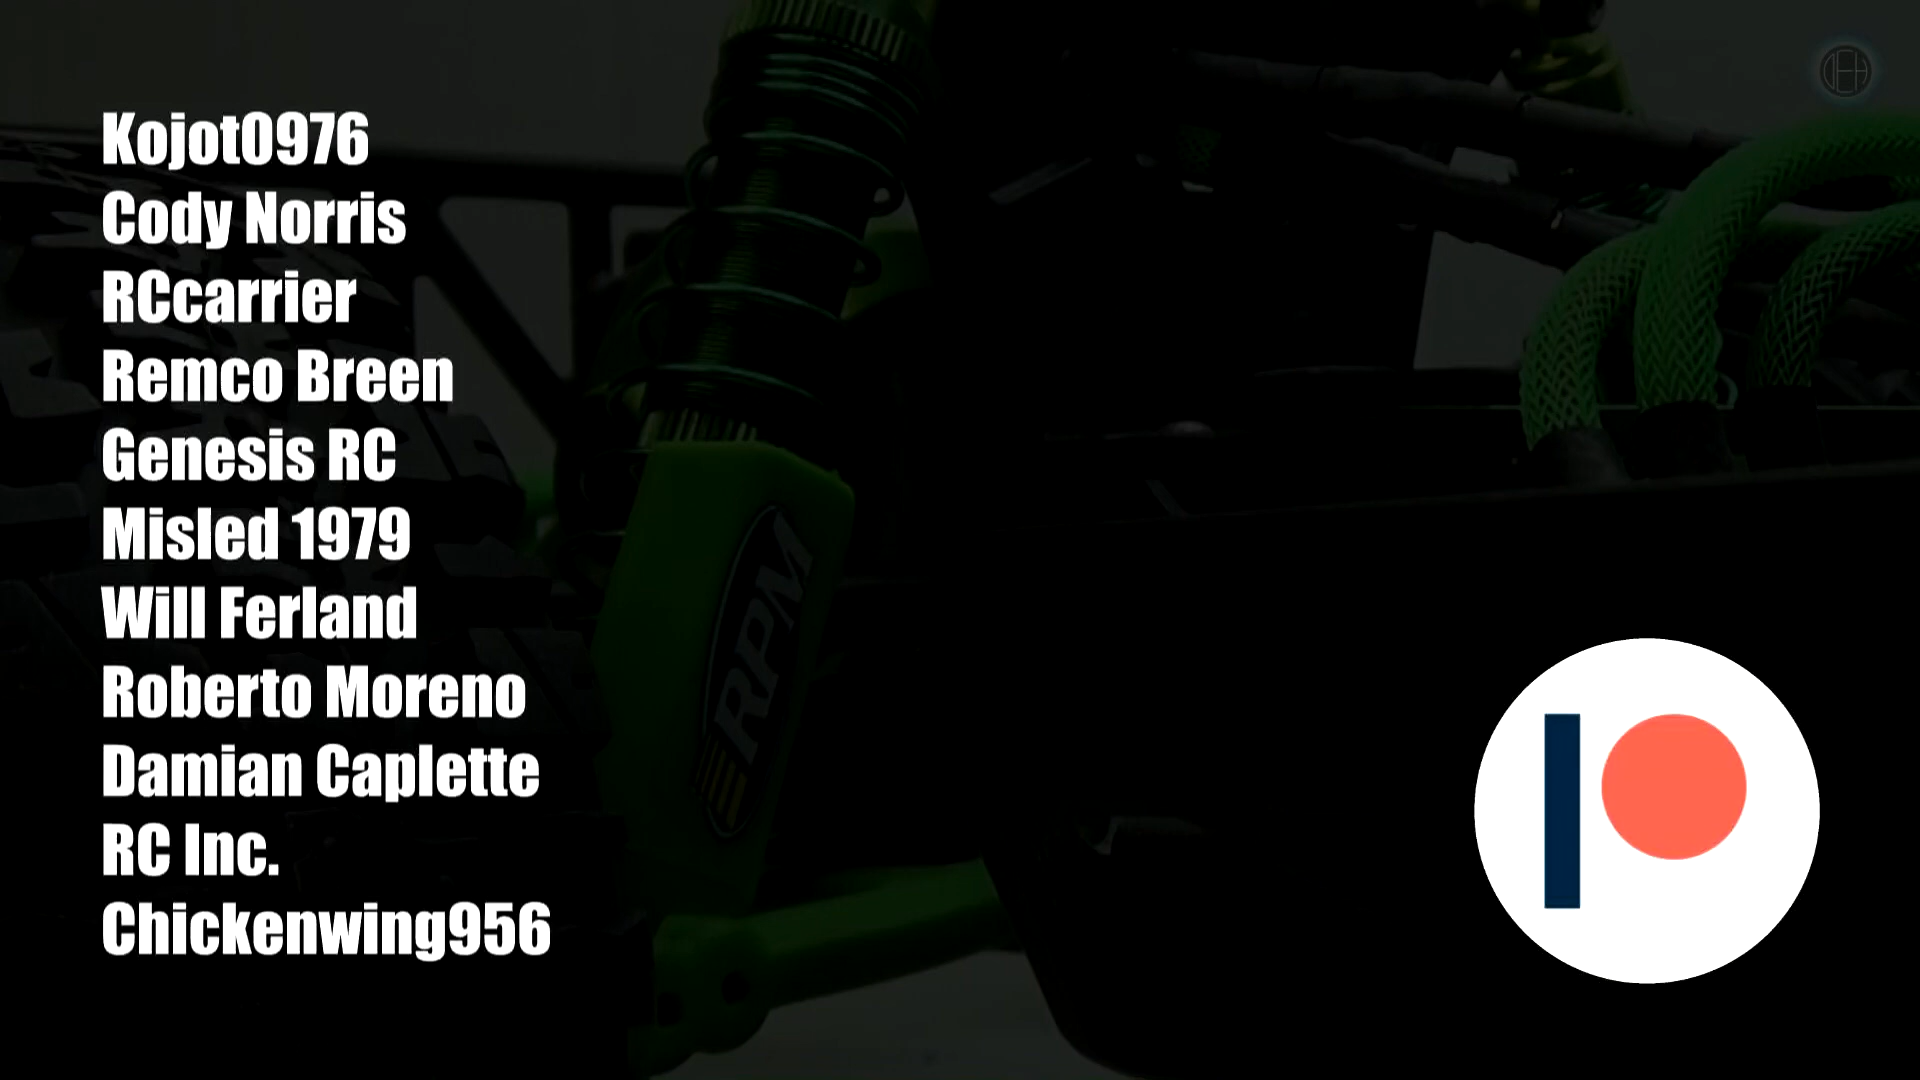 Kojot0976
Cody Norris
RCcarrier
Remco Breen
Genesis RC
Misled 1979
Will Ferland
Roberto Moreno
Damian Caplette
RC Inc.
Chickenwing956
RPM